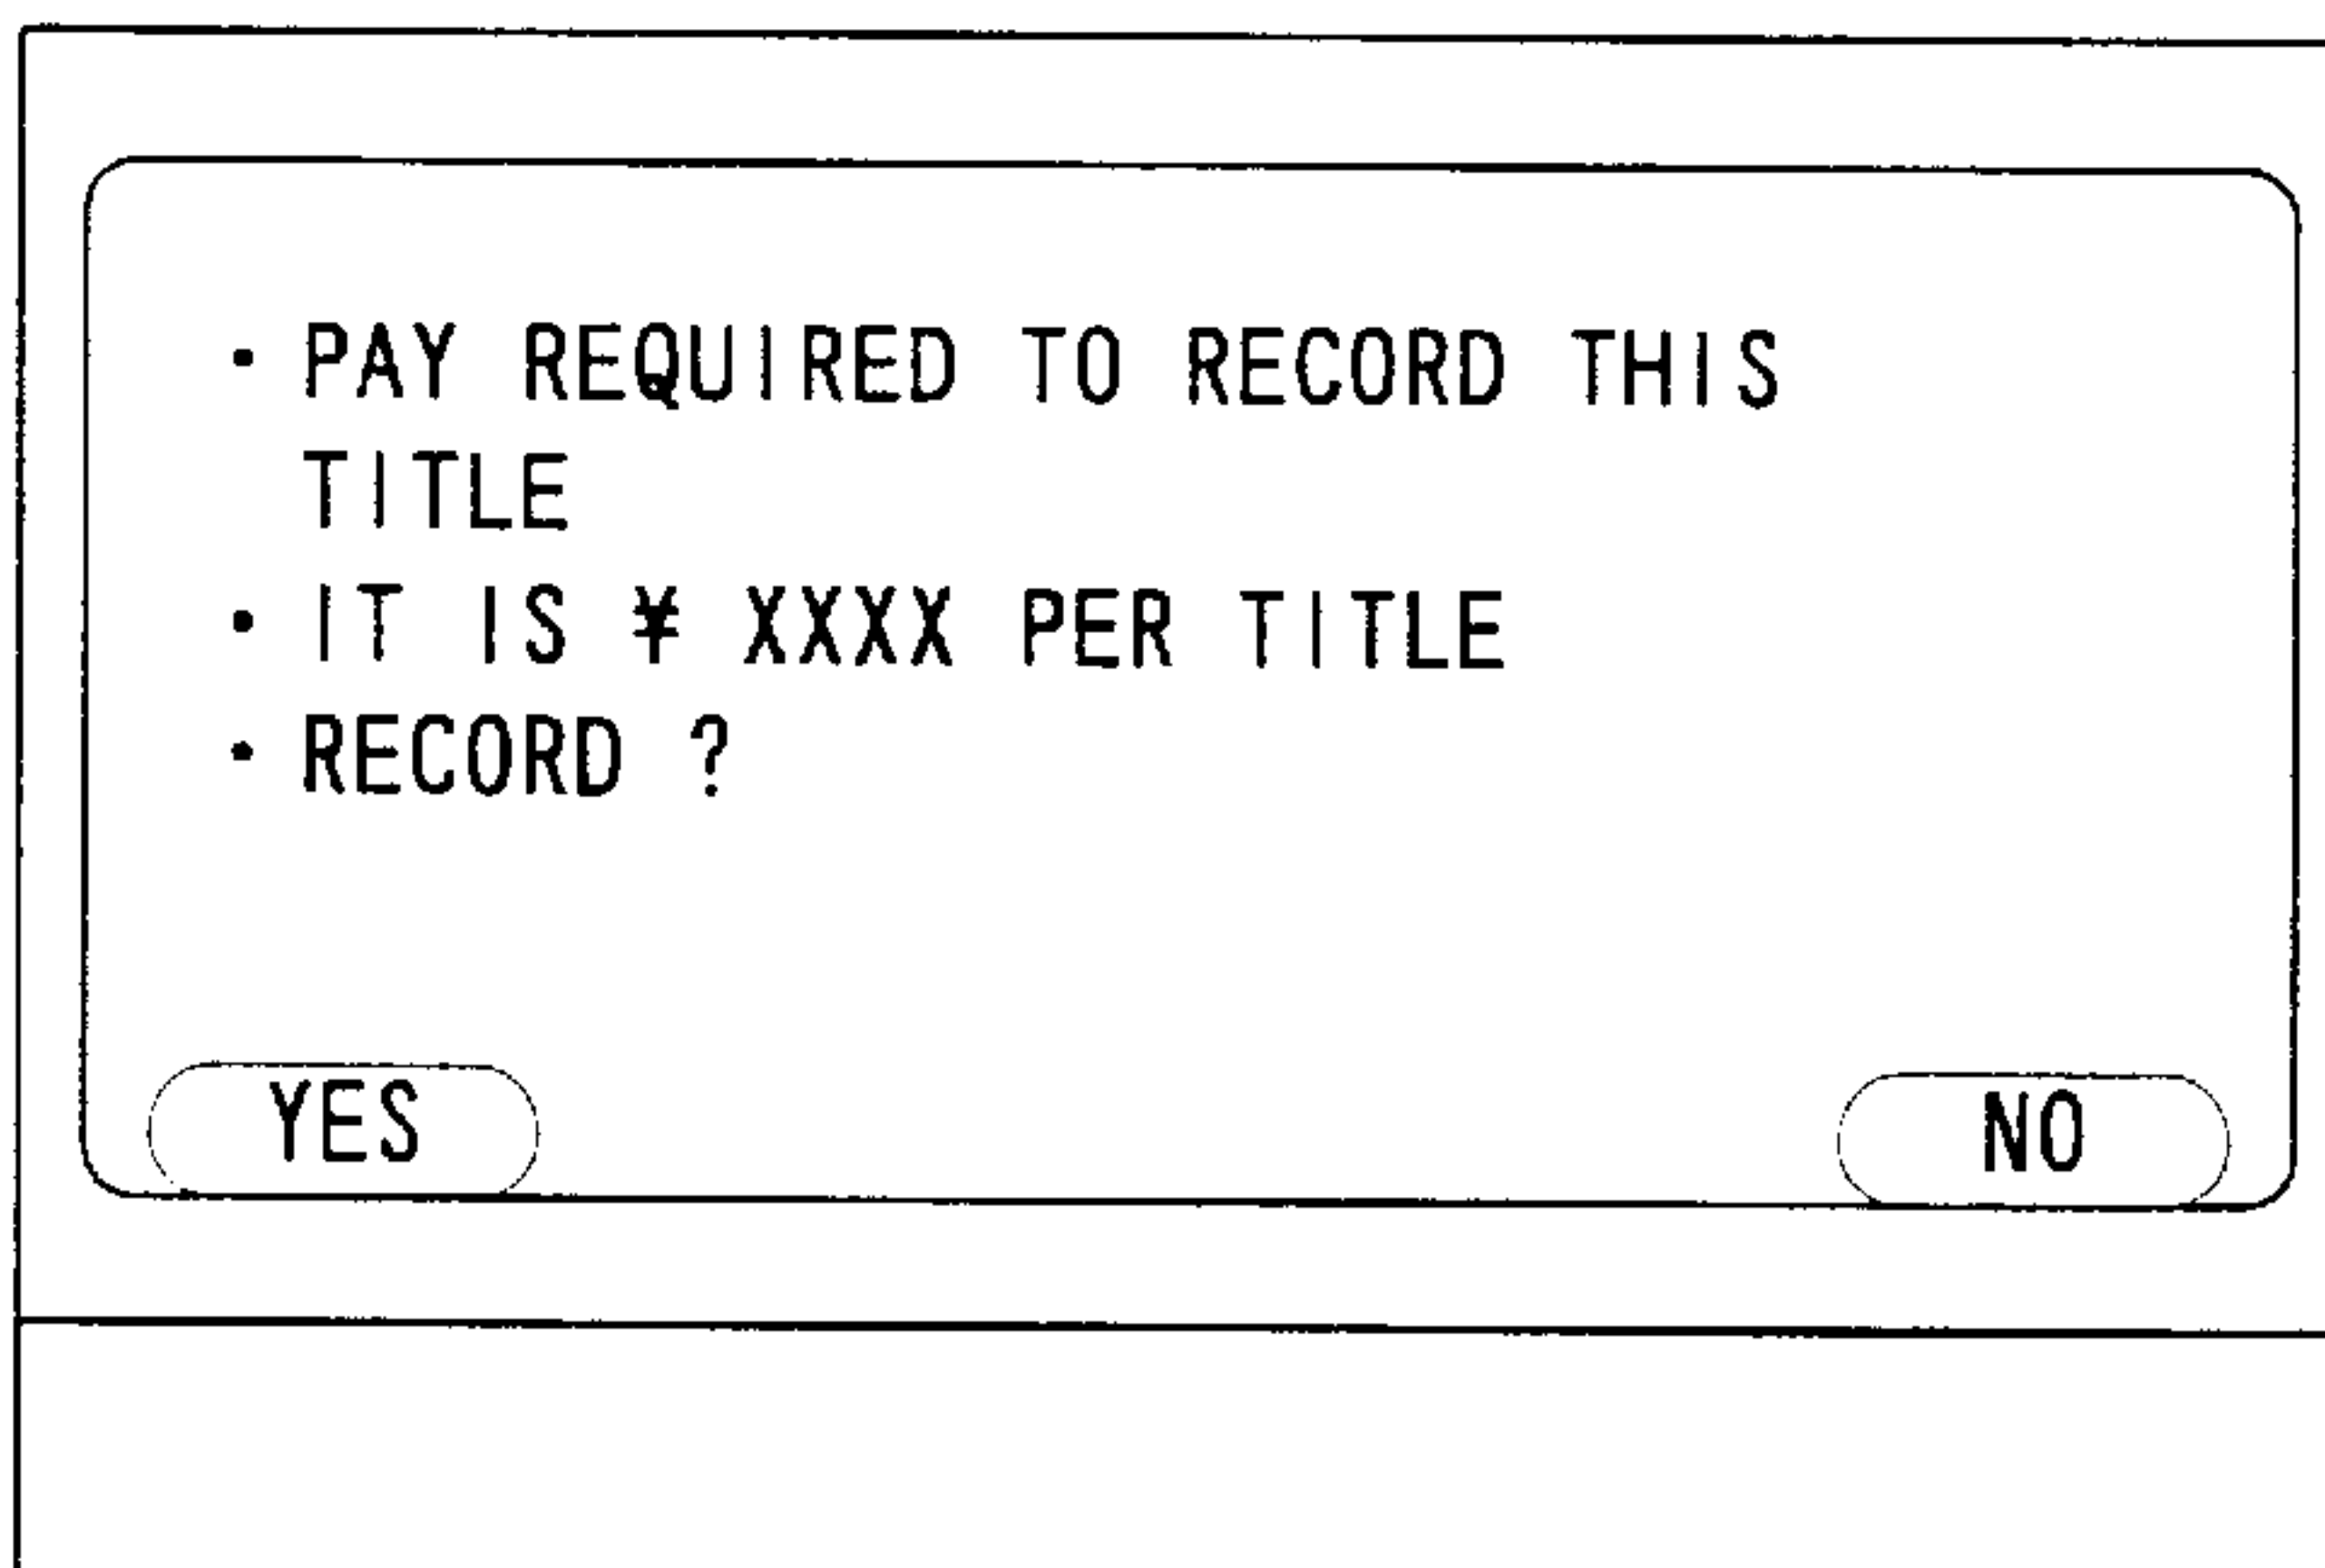 • PAY REQUIRED TO RECORD THIS
TITLE
• IT IS ¥ XXXX PER TITLE
• RECORD ?
YES
NO